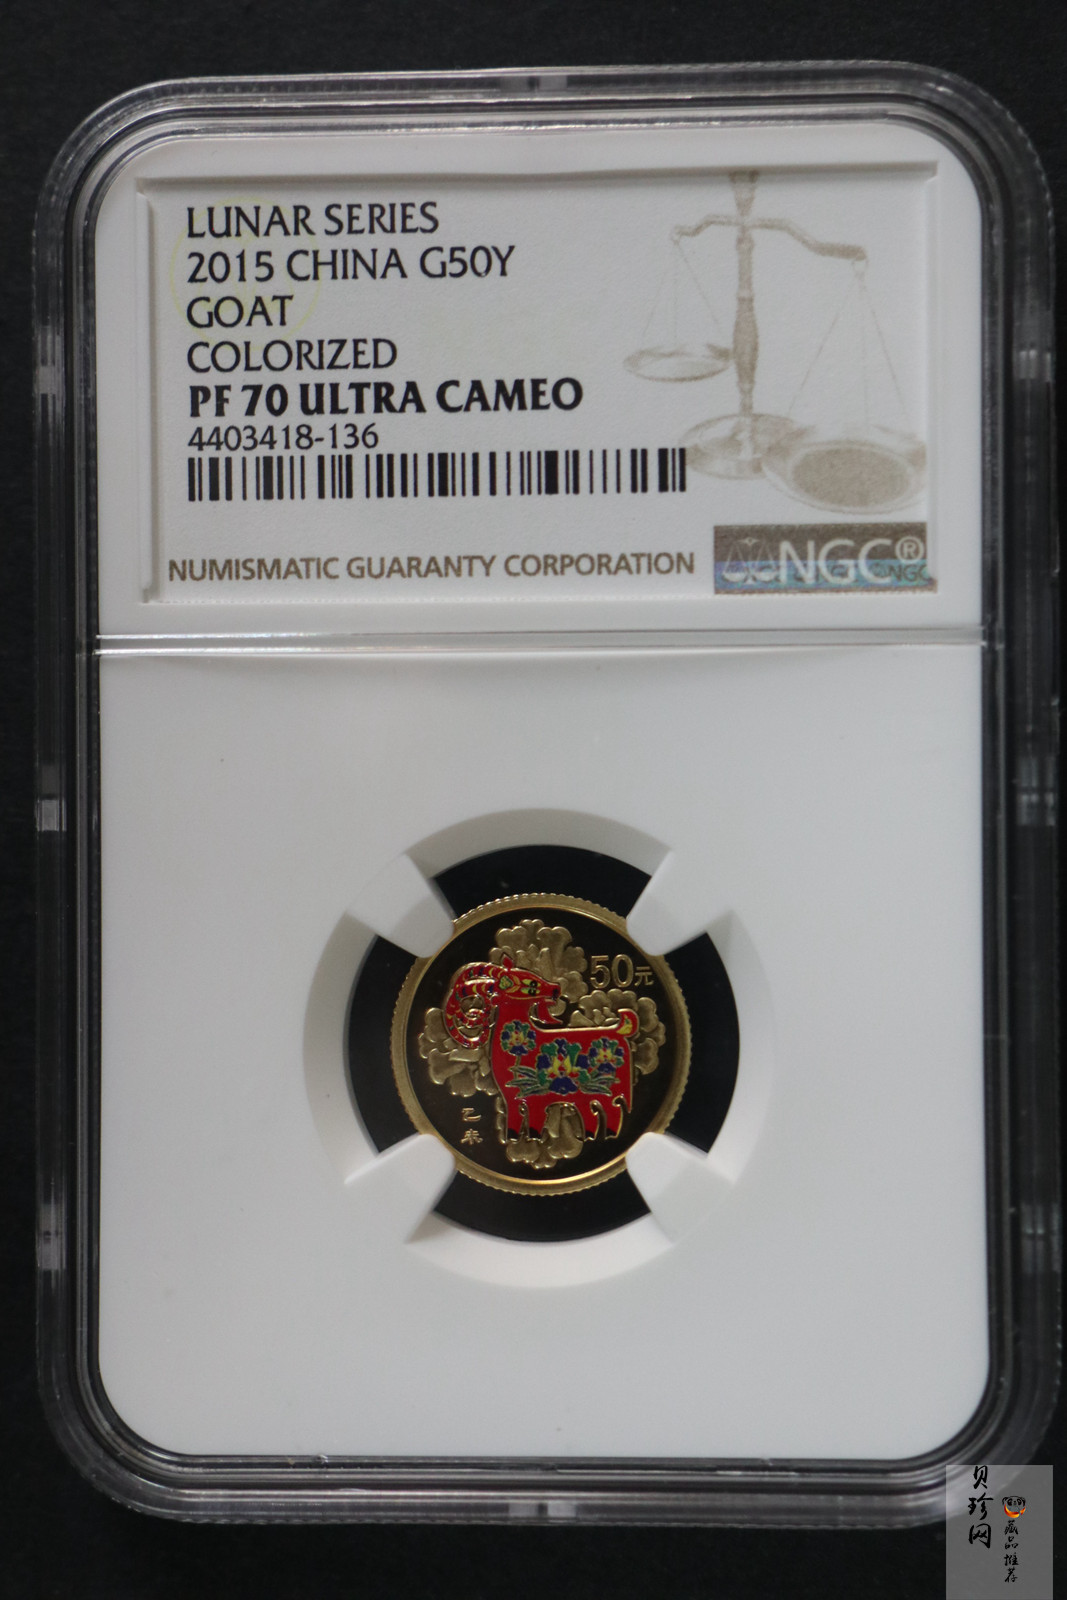 LUNAR SERIES
2015 CHINA G50Y
GOAT
COLORIZED
PF 70 ULTRA CAMEO
4403418-136
NUMISMATIC GUARANTY CORPORATION
NGC®
NGC
50元
乙未
贝珍网
藏品推荐